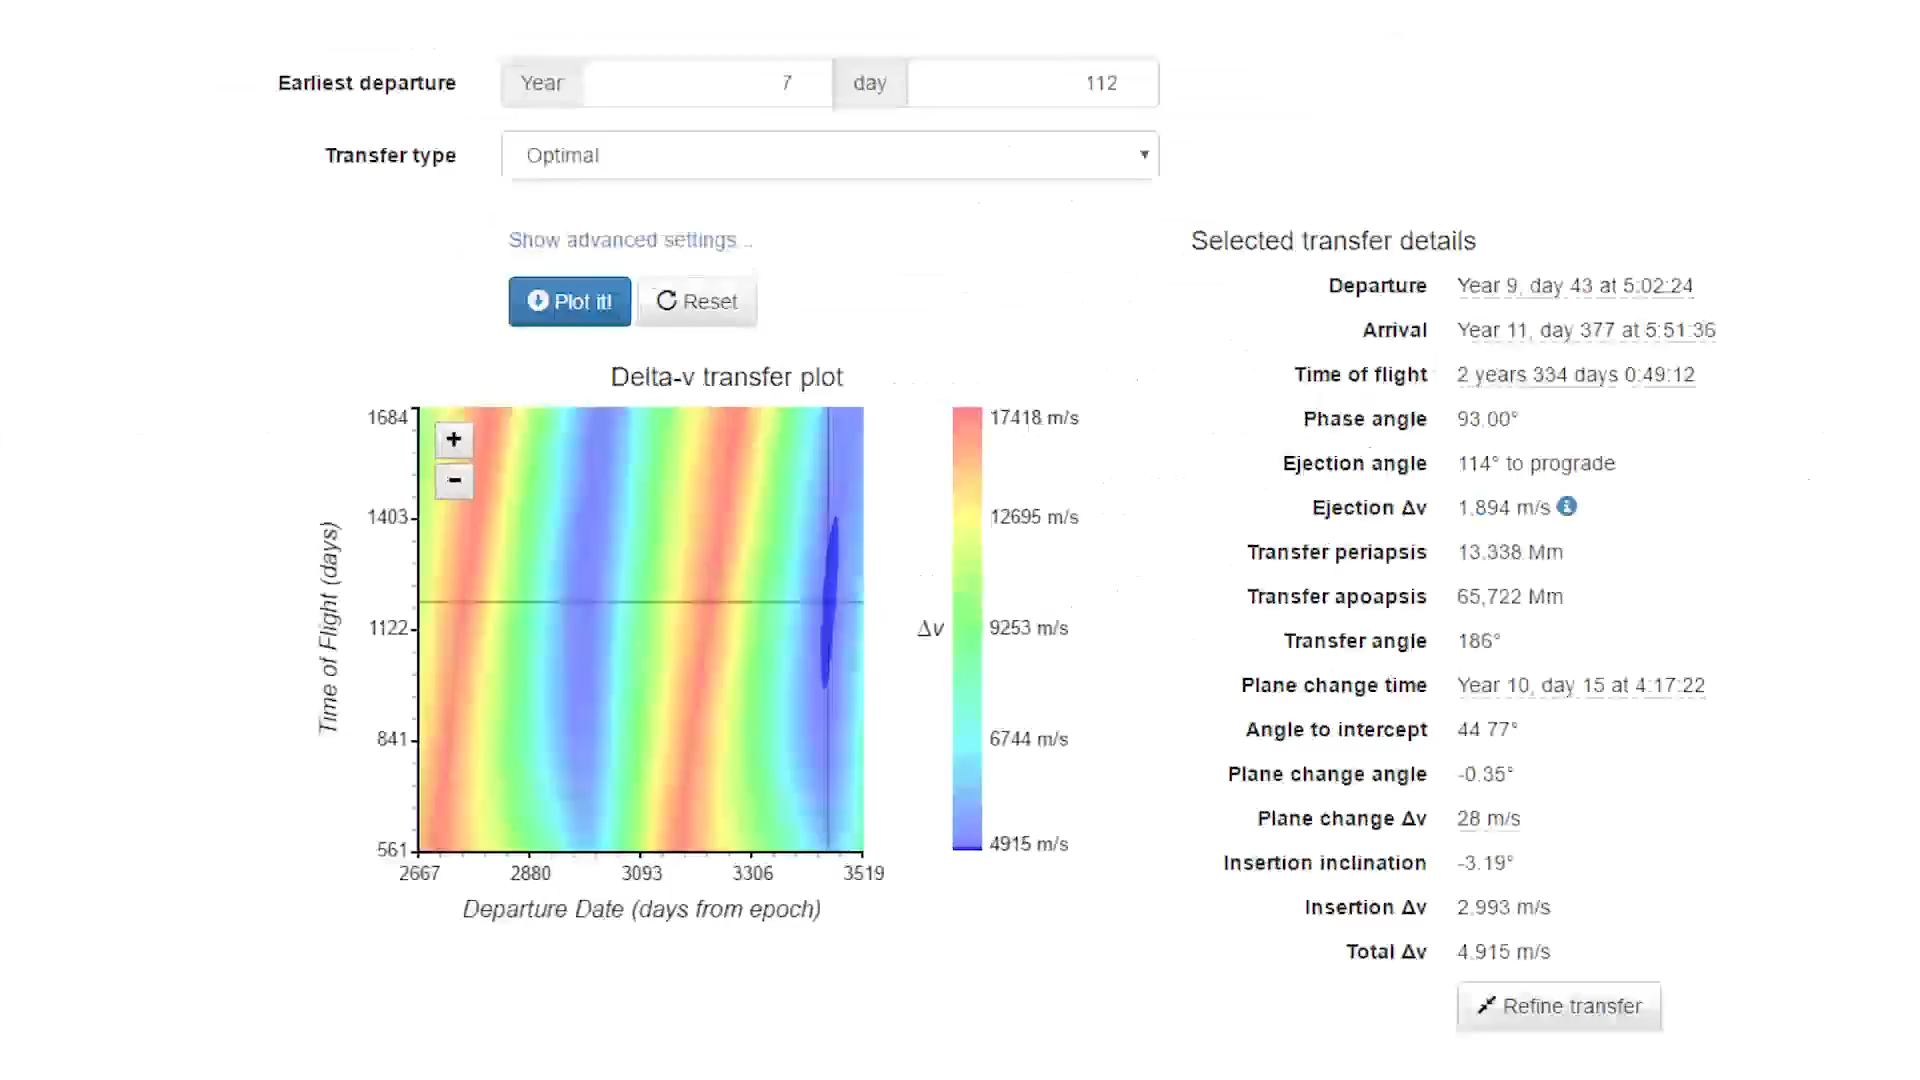 Earliest departure Year 7 day 112
Transfer type Optimal
Show advanced settings...
Plot it! Reset
Delta-v transfer plot
1684
1403
1122
841
561
+
-
Time of Flight (days)
2667 2880 3093 3306 3519
Departure Date (days from epoch)
Δv
17418 m/s
12695 m/s
9253 m/s
6744 m/s
4915 m/s
Selected transfer details
Departure Year 9, day 43 at 5:02:24
Arrival Year 11, day 377 at 5:51:36
Time of flight 2 years 334 days 0:49:12
Phase angle 93.00°
Ejection angle 114° to prograde
Ejection Δv 1,894 m/s i
Transfer periapsis 13,338 Mm
Transfer apoapsis 65,722 Mm
Transfer angle 186°
Plane change time Year 10, day 15 at 4:17:22
Angle to intercept 44.77°
Plane change angle -0.35°
Plane change Δv 28 m/s
Insertion inclination -3.19°
Insertion Δv 2,993 m/s
Total Δv 4,915 m/s
Refine transfer